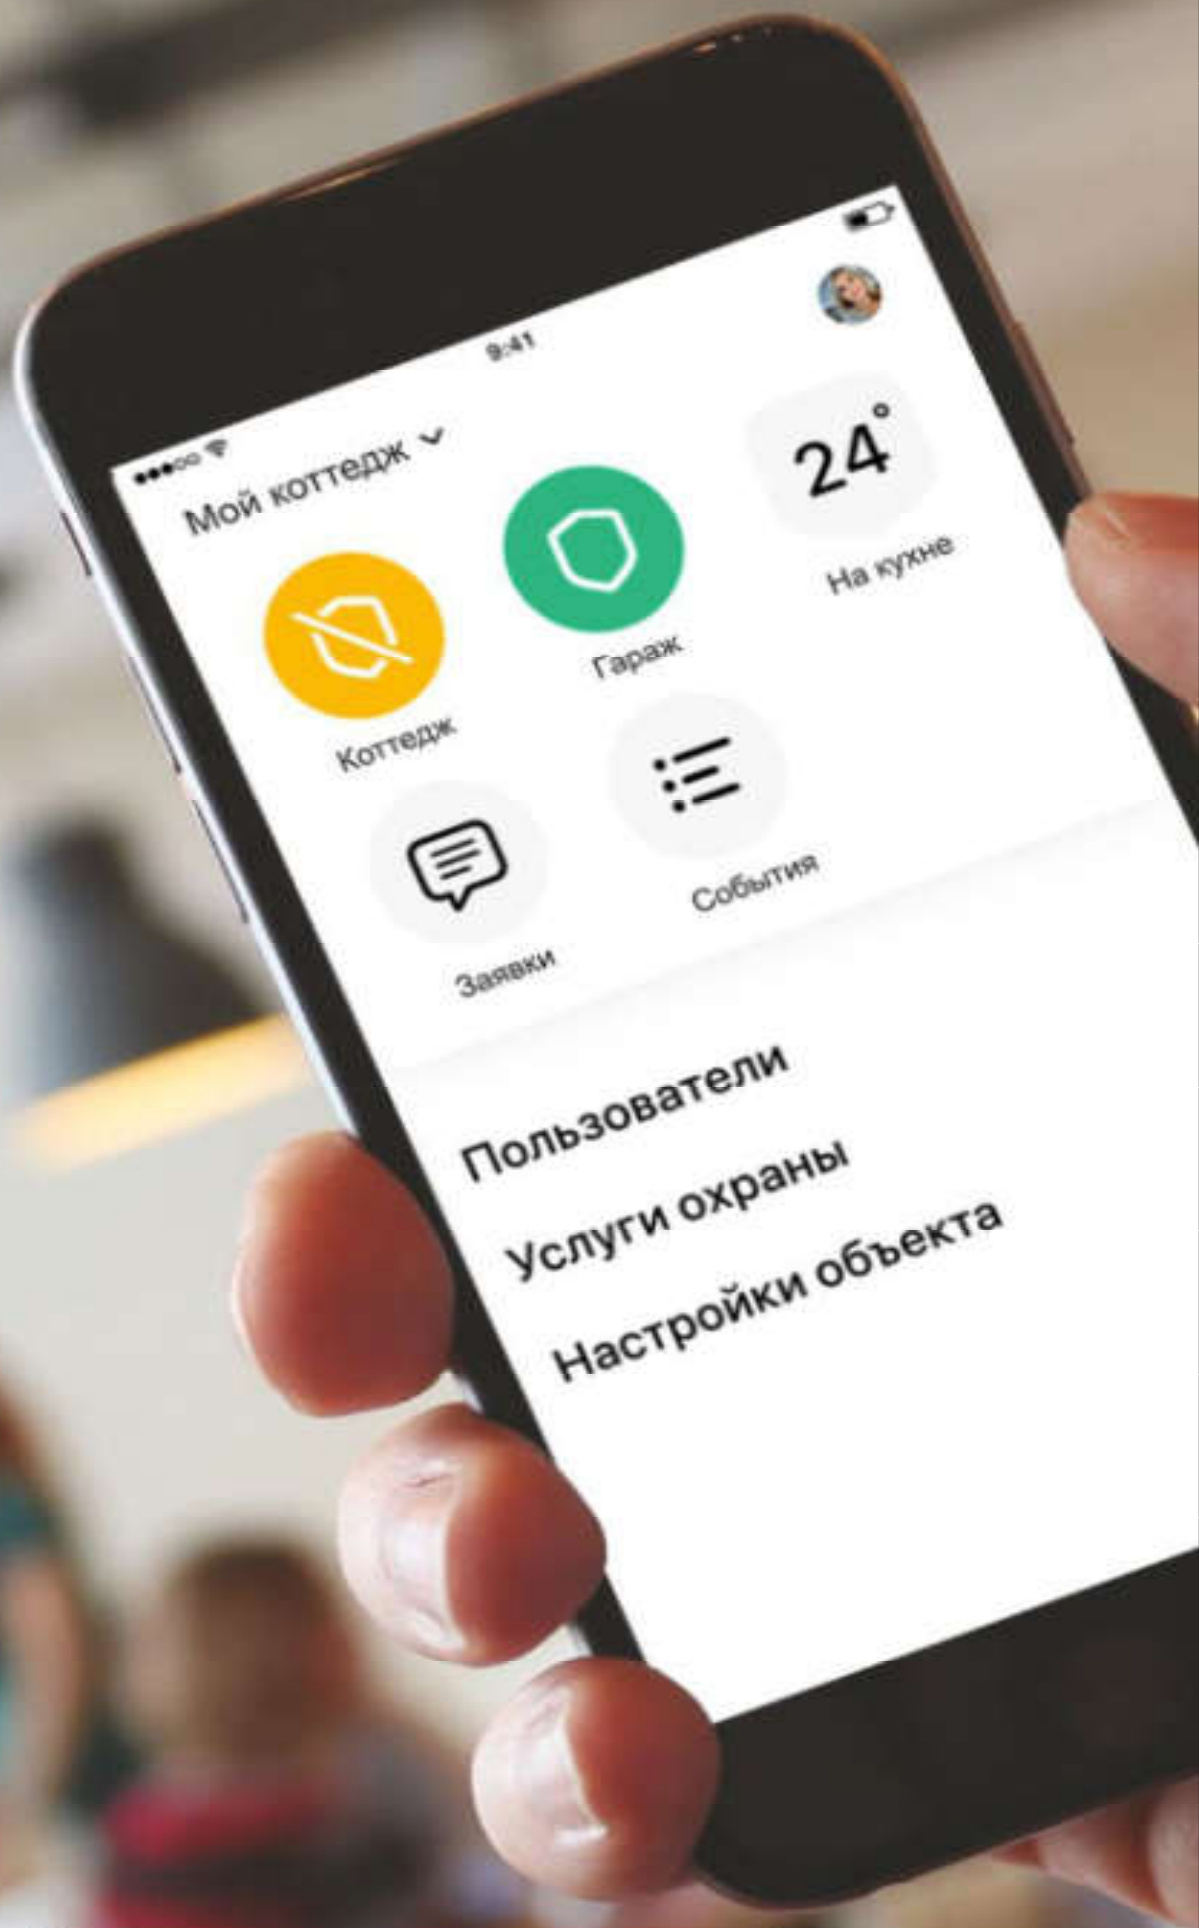 9:41
Мой коттедж
24°
Коттедж
Гараж
На кухне
Заявки
События
Пользователи
Услуги охраны
Настройки объекта